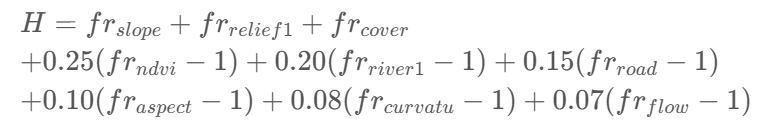 H = fr_{slope} + fr_{relief1} + fr_{cover}
+0.25(fr_{ndvi} − 1) + 0.20(fr_{river1} − 1) + 0.15(fr_{road} − 1)
+0.10(fr_{aspect} − 1) + 0.08(fr_{curvatu} − 1) + 0.07(fr_{flow} − 1)